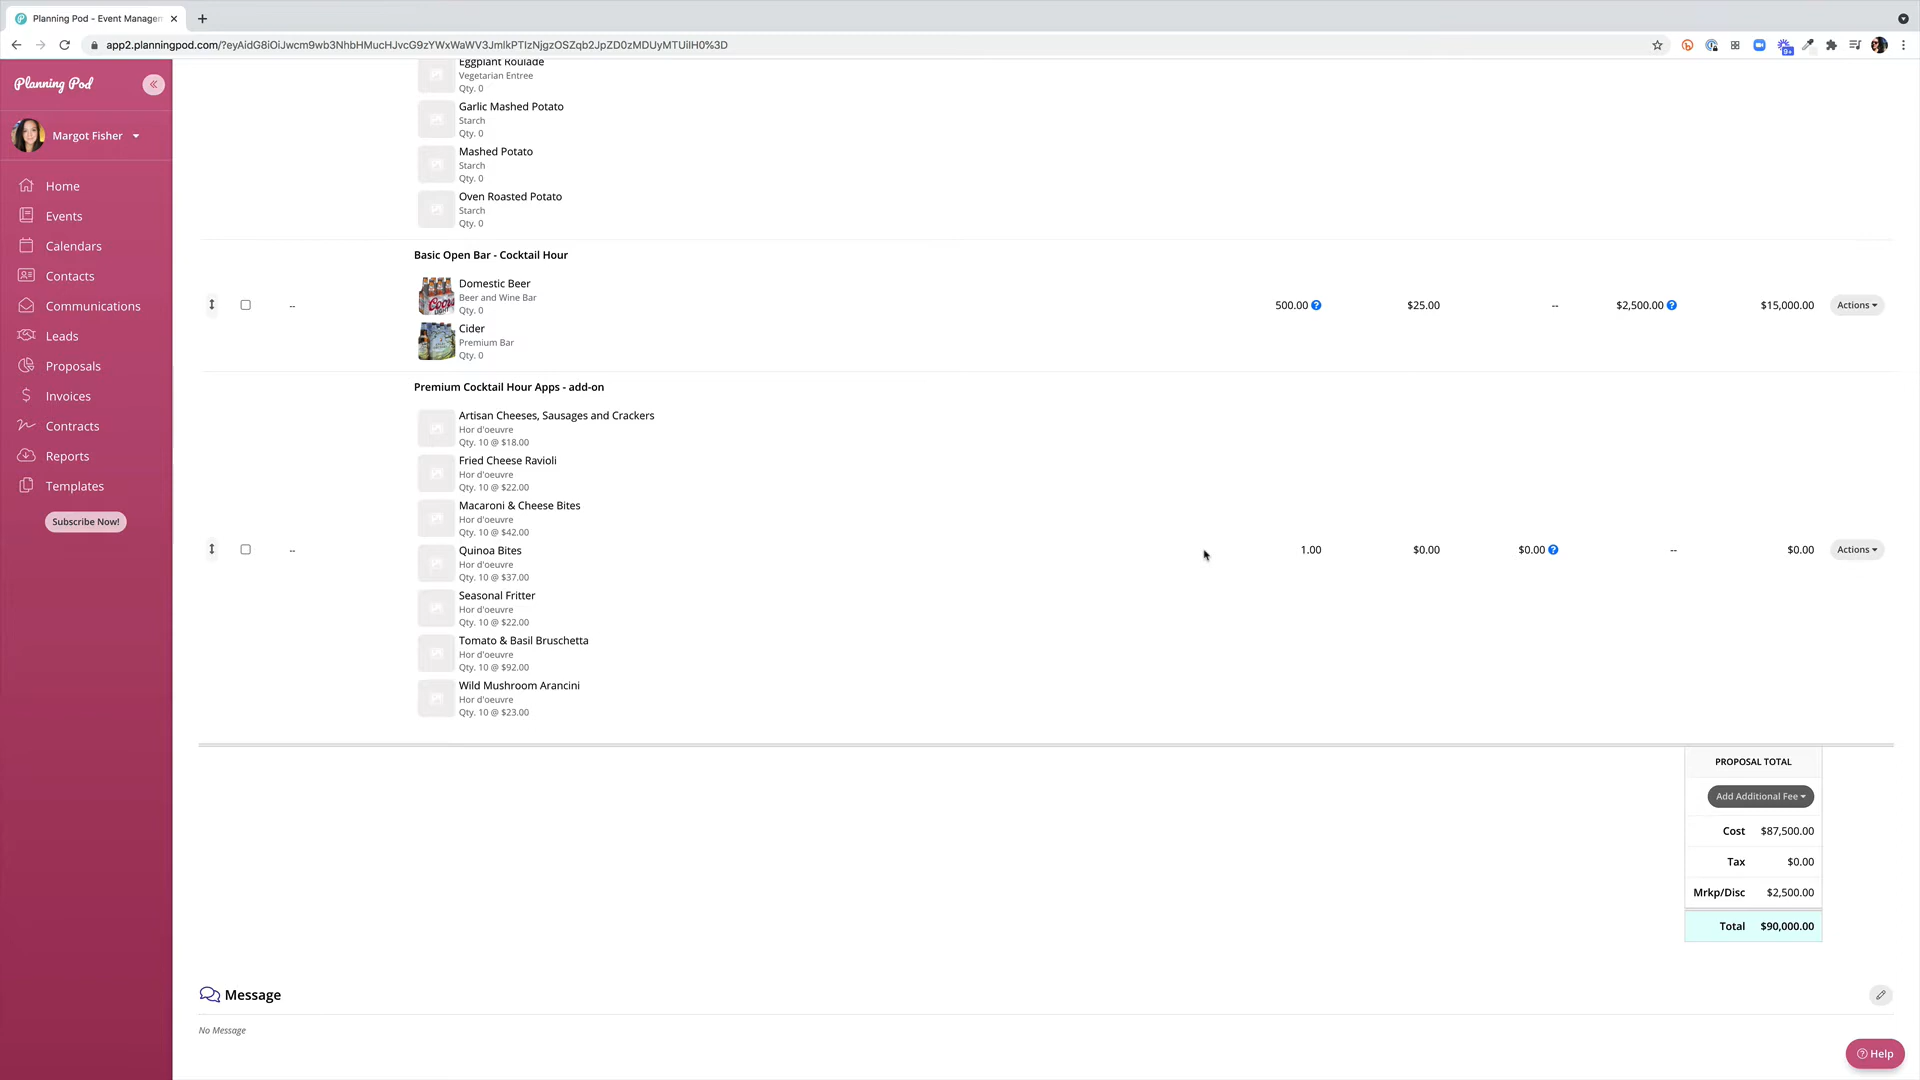 Planning Pod - Event Managem
app2.planningpod.com/?eyAidG8iOiJwcm9wb3NhbHMucHJvcG9zYWxWaWV3JmlkPTIzNjgzOSZqb2JpZD0zMDUyMTUiIH0%3D
Planning Pod
Margot Fisher
Home
Events
Calendars
Contacts
Communications
Leads
Proposals
Invoices
Contracts
Reports
Templates
Subscribe Now!
Eggplant Roulade
Vegetarian Entree
Qty. 0
Garlic Mashed Potato
Starch
Qty. 0
Mashed Potato
Starch
Qty. 0
Oven Roasted Potato
Starch
Qty. 0
Basic Open Bar - Cocktail Hour
Domestic Beer
Beer and Wine Bar
Qty. 0
Cider
Premium Bar
Qty. 0
-- 500.00 $25.00 -- $2,500.00 $15,000.00 Actions
Premium Cocktail Hour Apps - add-on
Artisan Cheeses, Sausages and Crackers
Hor d'oeuvre
Qty. 10 @ $18.00
Fried Cheese Ravioli
Hor d'oeuvre
Qty. 10 @ $22.00
Macaroni & Cheese Bites
Hor d'oeuvre
Qty. 10 @ $42.00
Quinoa Bites
Hor d'oeuvre
Qty. 10 @ $37.00
Seasonal Fritter
Hor d'oeuvre
Qty. 10 @ $22.00
Tomato & Basil Bruschetta
Hor d'oeuvre
Qty. 10 @ $92.00
Wild Mushroom Arancini
Hor d'oeuvre
Qty. 10 @ $23.00
-- 1.00 $0.00 $0.00 -- $0.00 Actions
PROPOSAL TOTAL
Add Additional Fee
Cost $87,500.00
Tax $0.00
Mrkp/Disc $2,500.00
Total $90,000.00
Message
No Message
Help